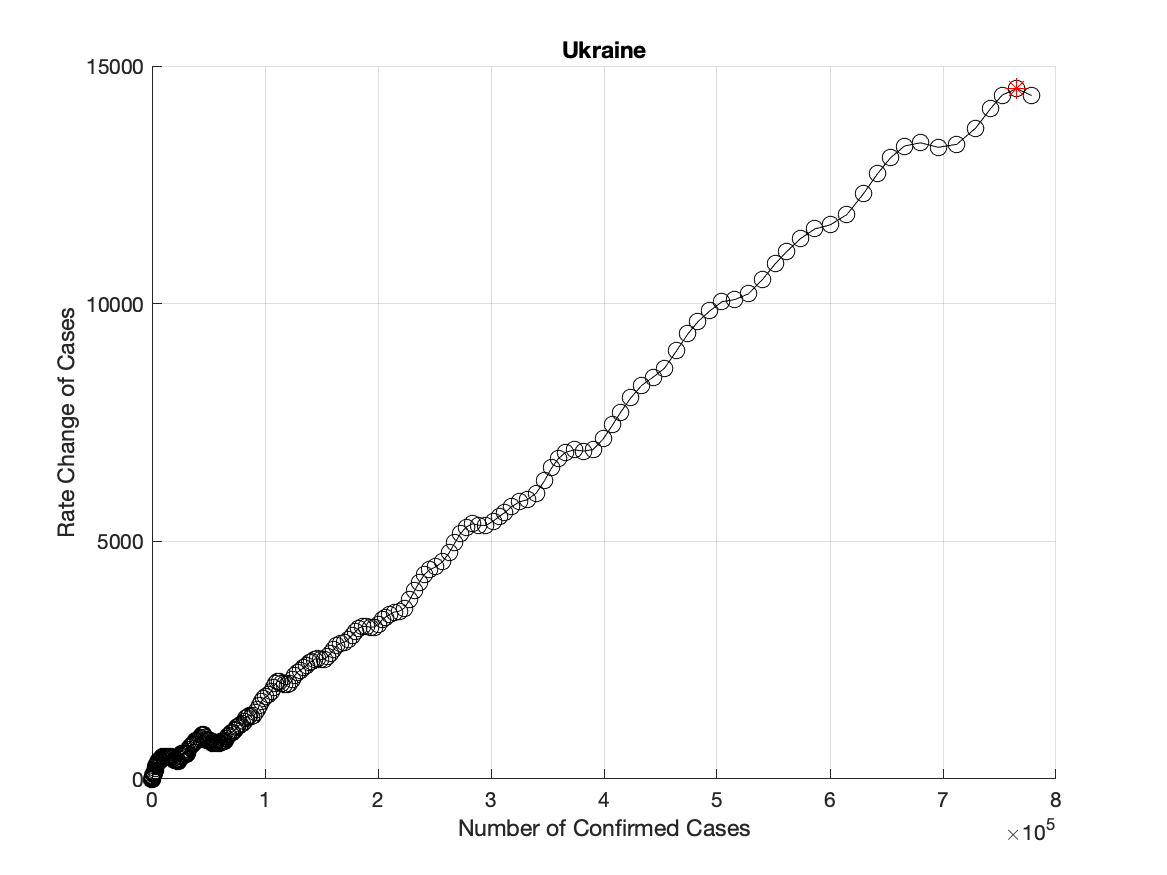 Ukraine
15000
10000
5000
0
Rate Change of Cases
0 1 2 3 4 5 6 7 8
Number of Confirmed Cases
×10⁵